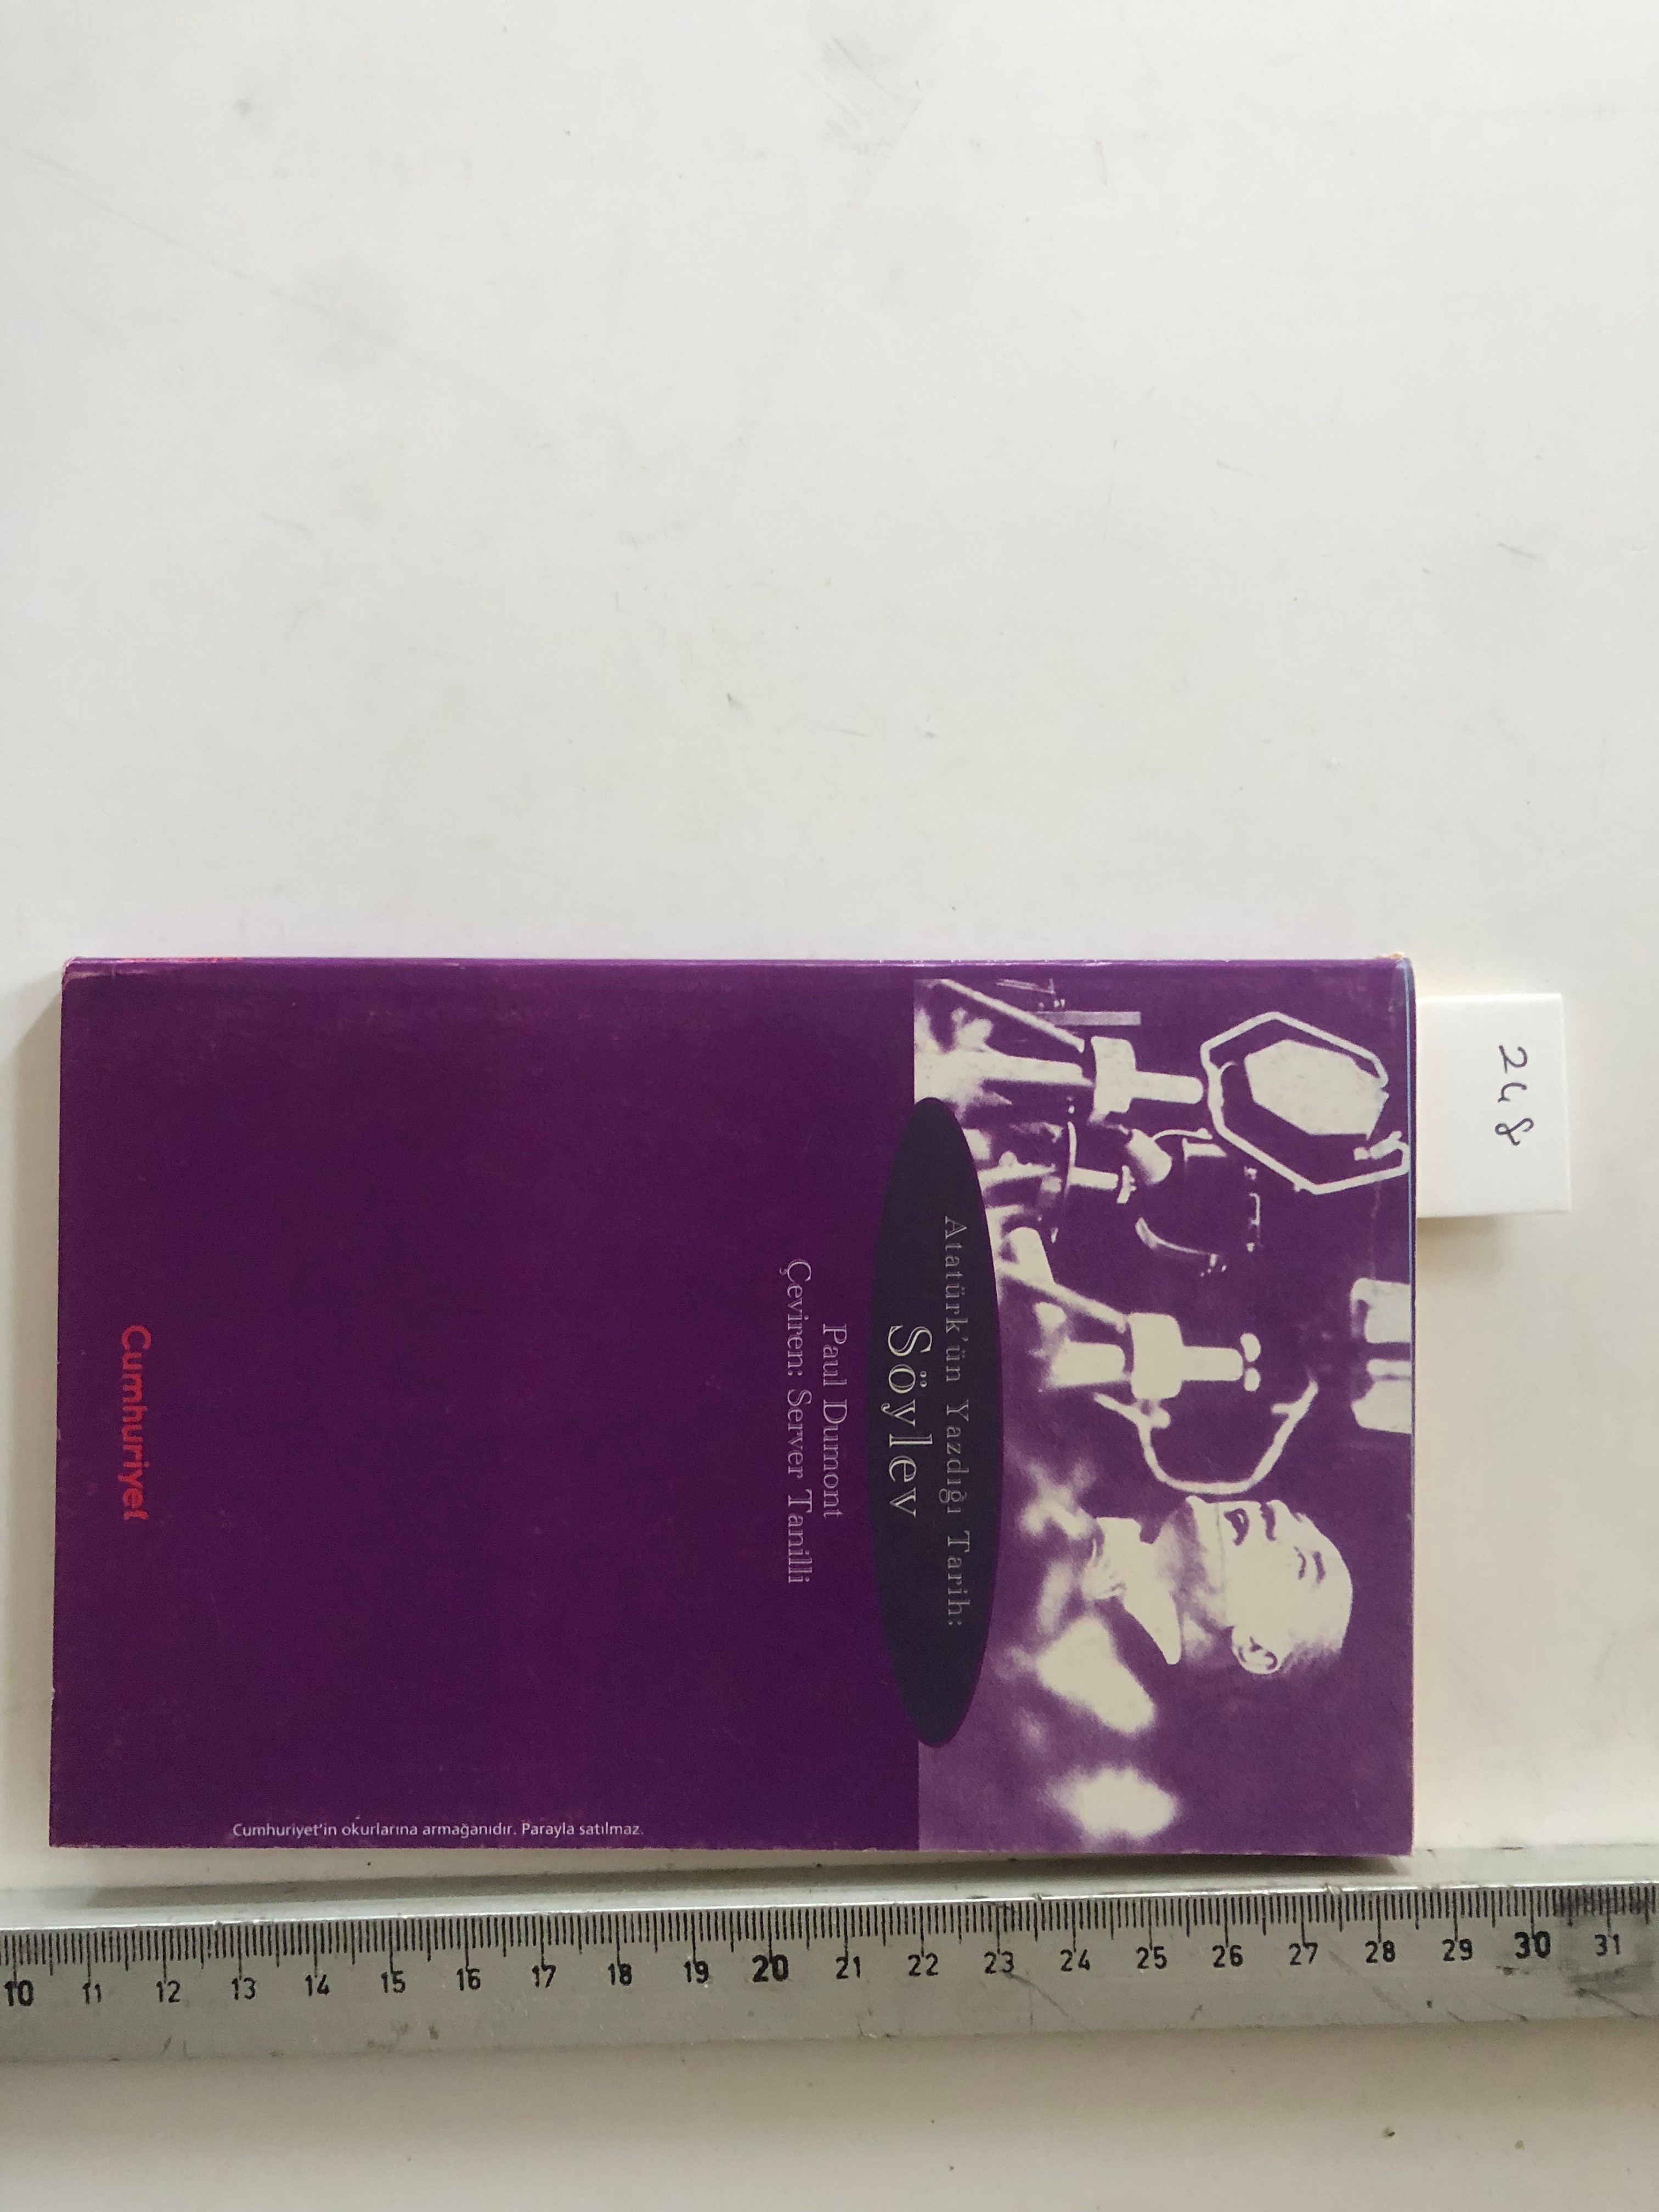 248
Atatürk'ün Yazdığı Tarih:
Söylev
Paul Dumont
Çeviren: Server Tanilli
Cumhuriyet
Cumhuriyet'in okurlarına armağanıdır. Parayla satılmaz.
10 11 12 13 14 15 16 17 18 19 20 21 22 23 24 25 26 27 28 29 30 31